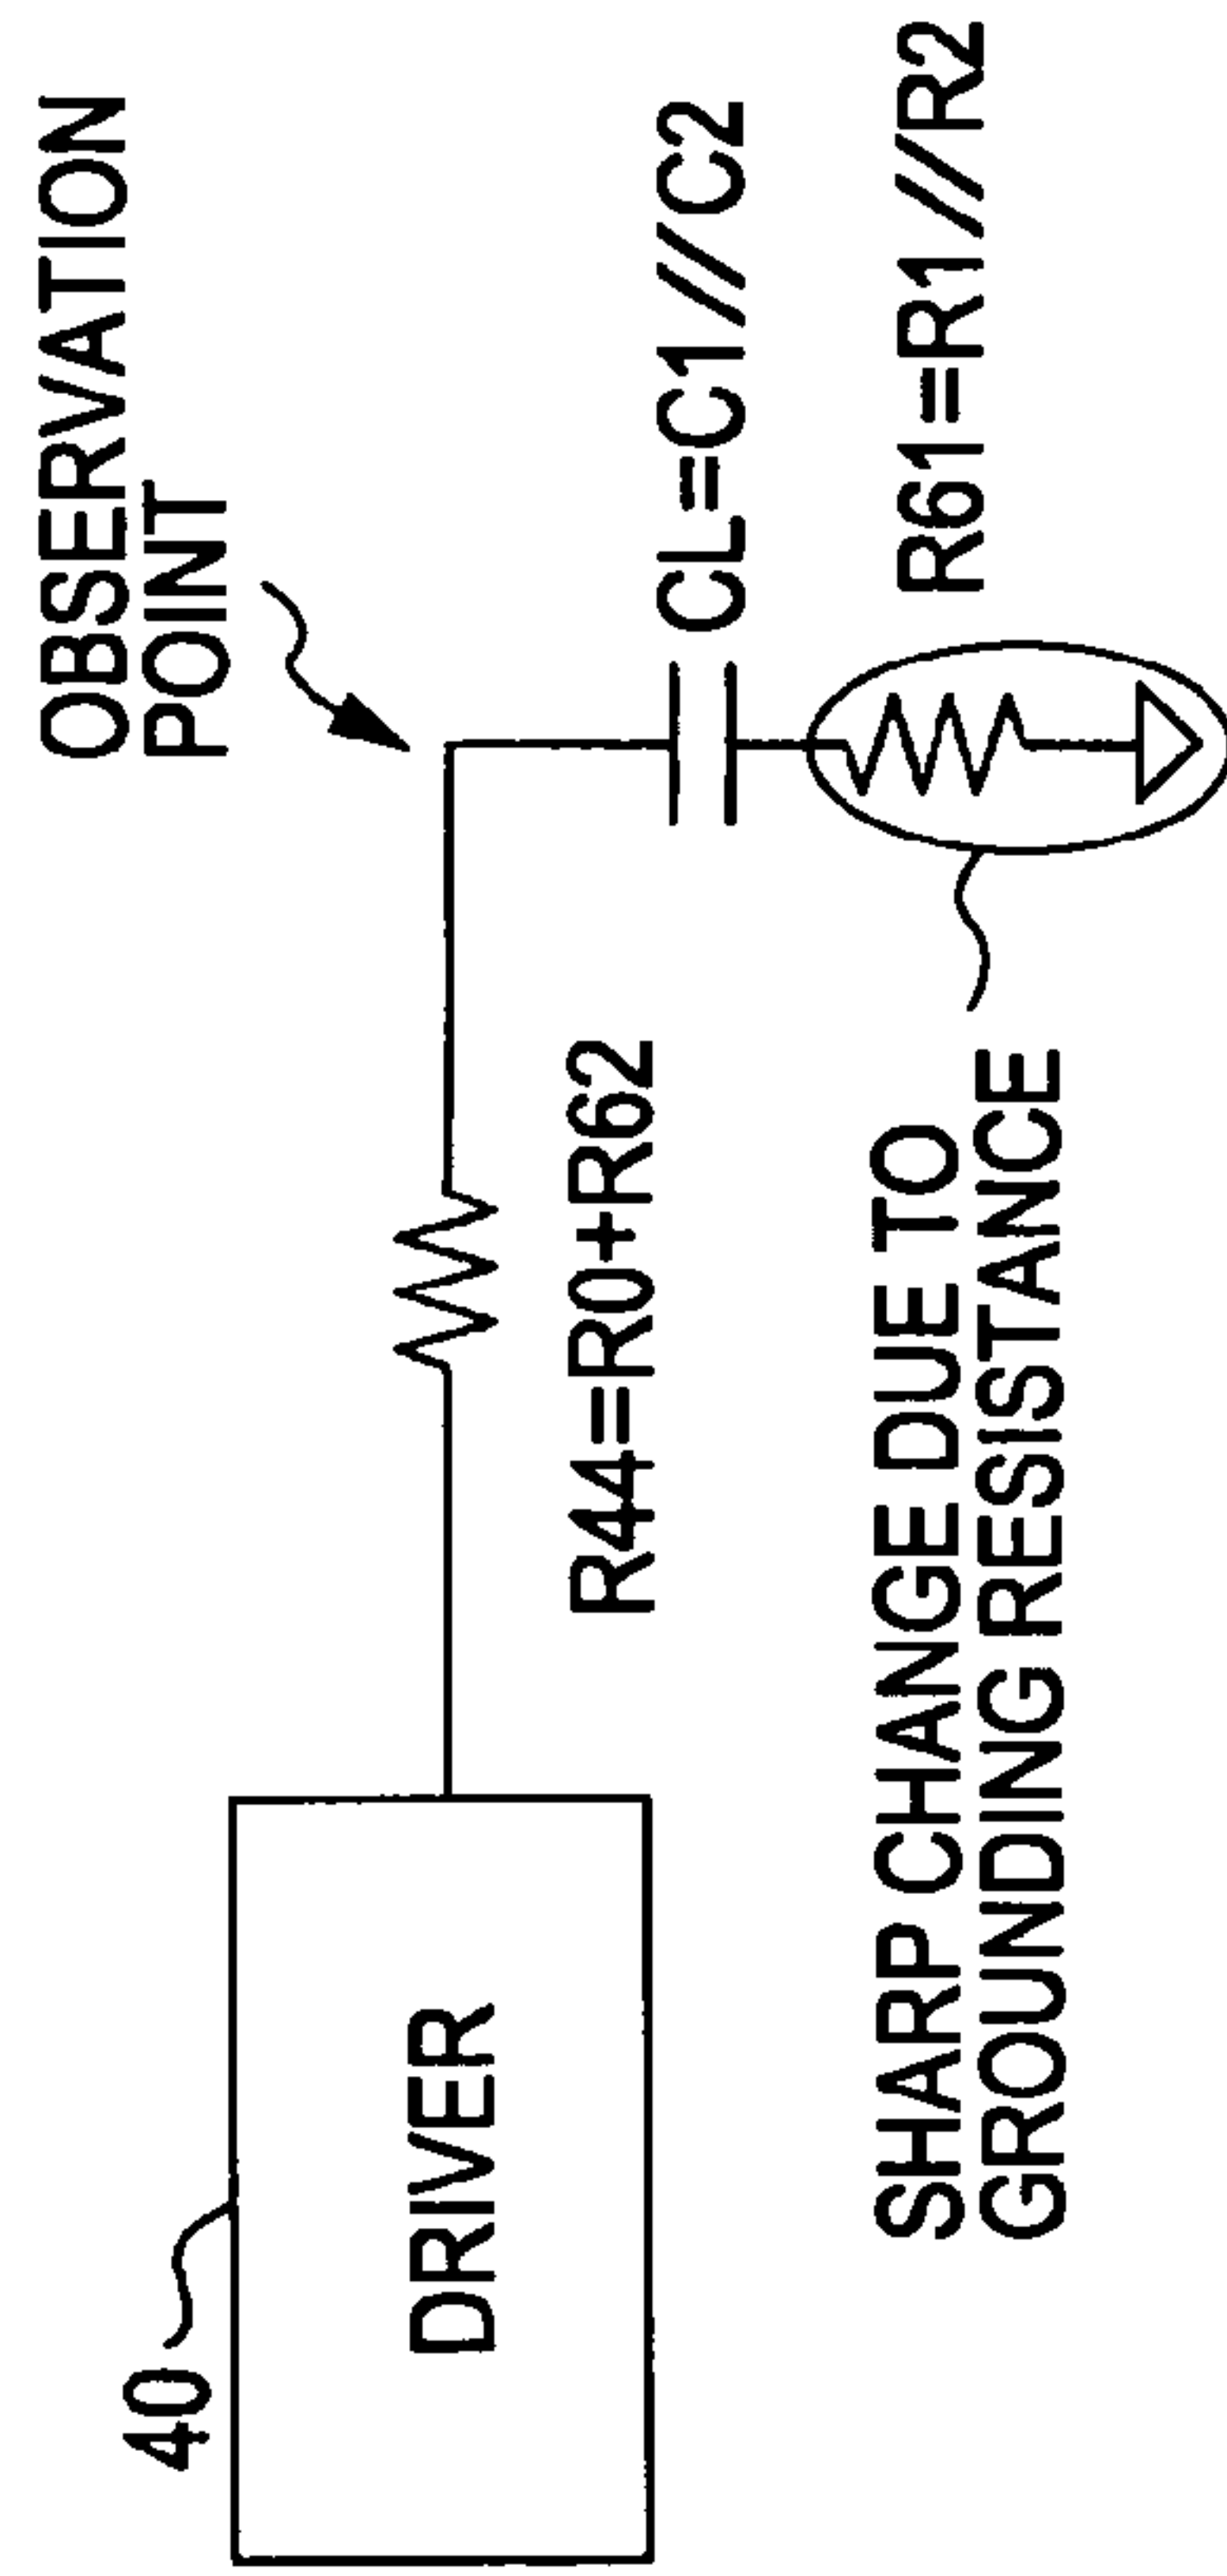 OBSERVATION
POINT
40
DRIVER
R44=R0+R62
CL=C1//C2
R61=R1//R2
SHARP CHANGE DUE TO
GROUNDING RESISTANCE